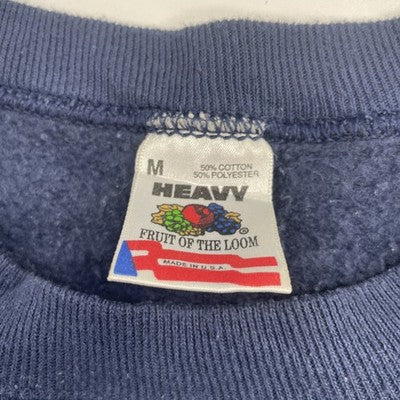 M
50% COTTON
50% POLYESTER
HEAVY
®
FRUIT OF THE LOOM
MADE IN U.S.A.